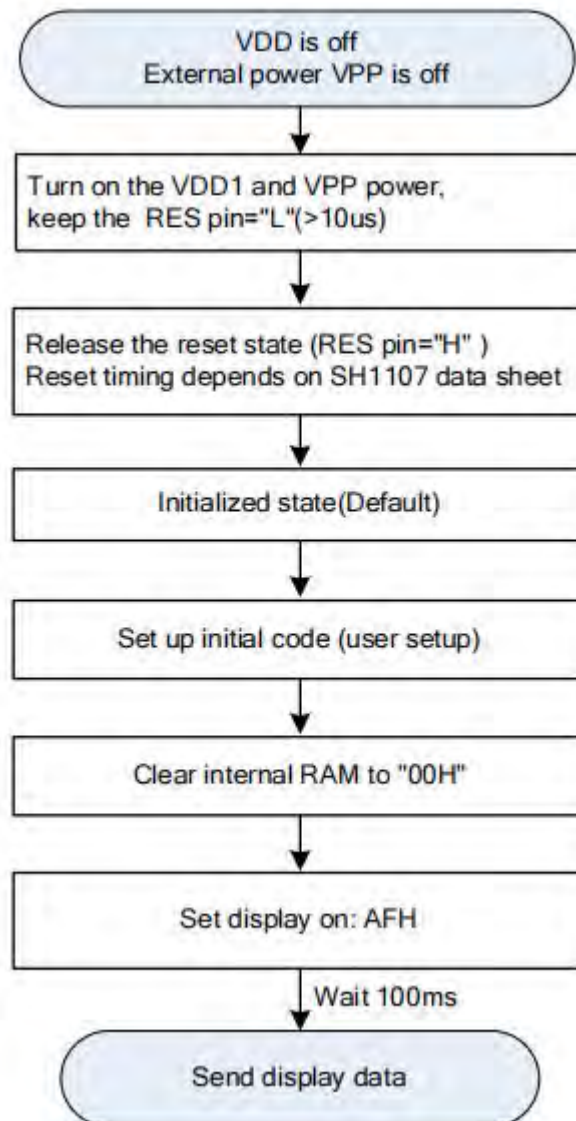 VDD is off
External power VPP is off
Turn on the VDD1 and VPP power,
keep the RES pin="L"(>10us)
Release the reset state (RES pin="H" )
Reset timing depends on SH1107 data sheet
Initialized state(Default)
Set up initial code (user setup)
Clear internal RAM to "00H"
Set display on: AFH
Wait 100ms
Send display data